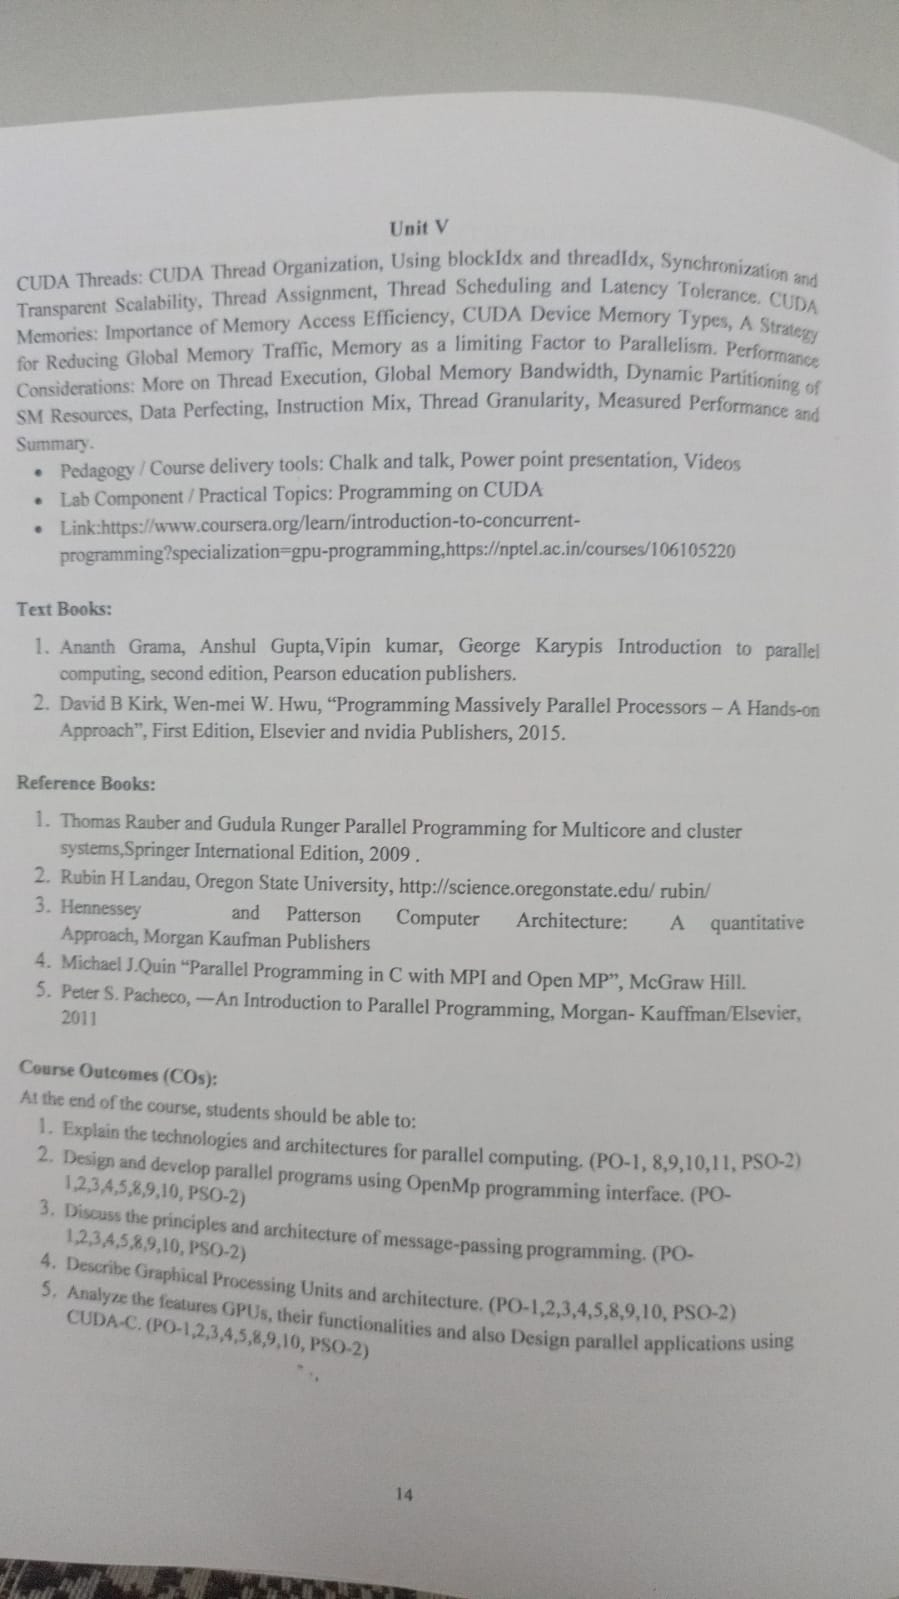 Unit V
CUDA Threads: CUDA Thread Organization, Using blockIdx and threadIdx, Synchronization and
Transparent Scalability, Thread Assignment, Thread Scheduling and Latency Tolerance. CUDA
Memories: Importance of Memory Access Efficiency, CUDA Device Memory Types, A Strategy
for Reducing Global Memory Traffic, Memory as a limiting Factor to Parallelism. Performance
Considerations: More on Thread Execution, Global Memory Bandwidth, Dynamic Partitioning of
SM Resources, Data Perfecting, Instruction Mix, Thread Granularity, Measured Performance and
Summary.
• Pedagogy / Course delivery tools: Chalk and talk, Power point presentation, Videos
• Lab Component / Practical Topics: Programming on CUDA
• Link:https://www.coursera.org/learn/introduction-to-concurrent-
programming?specialization=gpu-programming,https://nptel.ac.in/courses/106105220
Text Books:
1. Ananth Grama, Anshul Gupta,Vipin kumar, George Karypis Introduction to parallel
computing, second edition, Pearson education publishers.
2. David B Kirk, Wen-mei W. Hwu, “Programming Massively Parallel Processors – A Hands-on
Approach”, First Edition, Elsevier and nvidia Publishers, 2015.
Reference Books:
1. Thomas Rauber and Gudula Runger Parallel Programming for Multicore and cluster
systems,Springer International Edition, 2009 .
2. Rubin H Landau, Oregon State University, http://science.oregonstate.edu/ rubin/
3. Hennessey and Patterson Computer Architecture: A quantitative
Approach, Morgan Kaufman Publishers
4. Michael J.Quin “Parallel Programming in C with MPI and Open MP”, McGraw Hill.
5. Peter S. Pacheco, —An Introduction to Parallel Programming, Morgan- Kauffman/Elsevier,
2011
Course Outcomes (COs):
At the end of the course, students should be able to:
1. Explain the technologies and architectures for parallel computing. (PO-1, 8,9,10,11, PSO-2)
2. Design and develop parallel programs using OpenMp programming interface. (PO-
1,2,3,4,5,8,9,10, PSO-2)
3. Discuss the principles and architecture of message-passing programming. (PO-
1,2,3,4,5,8,9,10, PSO-2)
4. Describe Graphical Processing Units and architecture. (PO-1,2,3,4,5,8,9,10, PSO-2)
5. Analyze the features GPUs, their functionalities and also Design parallel applications using
CUDA-C. (PO-1,2,3,4,5,8,9,10, PSO-2)
14